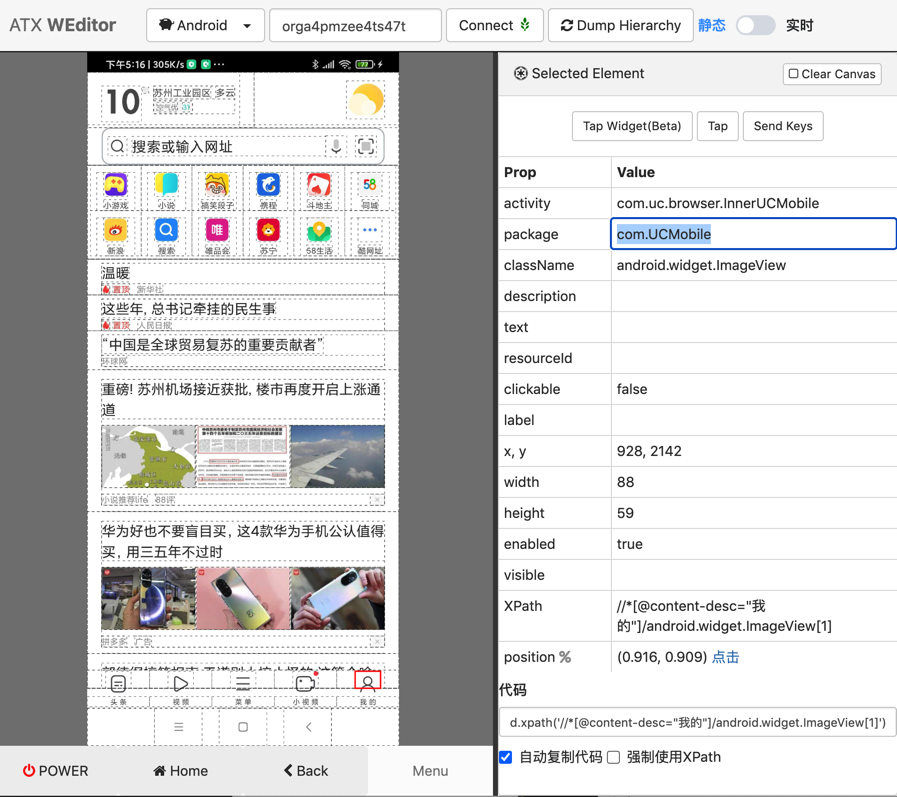 ATX WEditor
Android
orga4pmzee4ts47t
Connect
Dump Hierarchy
静态
实时
下午5:16 | 305K/s
10
苏州工业园区 多云
空气优
搜索或输入网址
小游戏
小说
搞笑段子
携程
斗地主
58
同城
新浪
搜索
唯
唯品会
苏宁
58生活
酷网址
温暖
置顶 新华社
这些年, 总书记牵挂的民生事
置顶 人民日报
“中国是全球贸易复苏的重要贡献者”
环球网
重磅! 苏州机场接近获批, 楼市再度开启上涨通
道
小说推荐life 88评
华为好也不要盲目买，这4款华为手机公认值得
买，用三五年不过时
拼多多 广告
头条
视频
菜单
小视频
我的
POWER
Home
Back
Menu
Selected Element
Clear Canvas
Tap Widget(Beta)
Tap
Send Keys
Prop Value
activity com.uc.browser.InnerUCMobile
package com.UCMobile
className android.widget.ImageView
description
text
resourceId
clickable false
label
x, y 928, 2142
width 88
height 59
enabled true
visible
XPath //*[@content-desc="我
的"]/android.widget.ImageView[1]
position % (0.916, 0.909) 点击
代码
d.xpath('//*[@content-desc="我的"]/android.widget.ImageView[1]')
自动复制代码 强制使用XPath